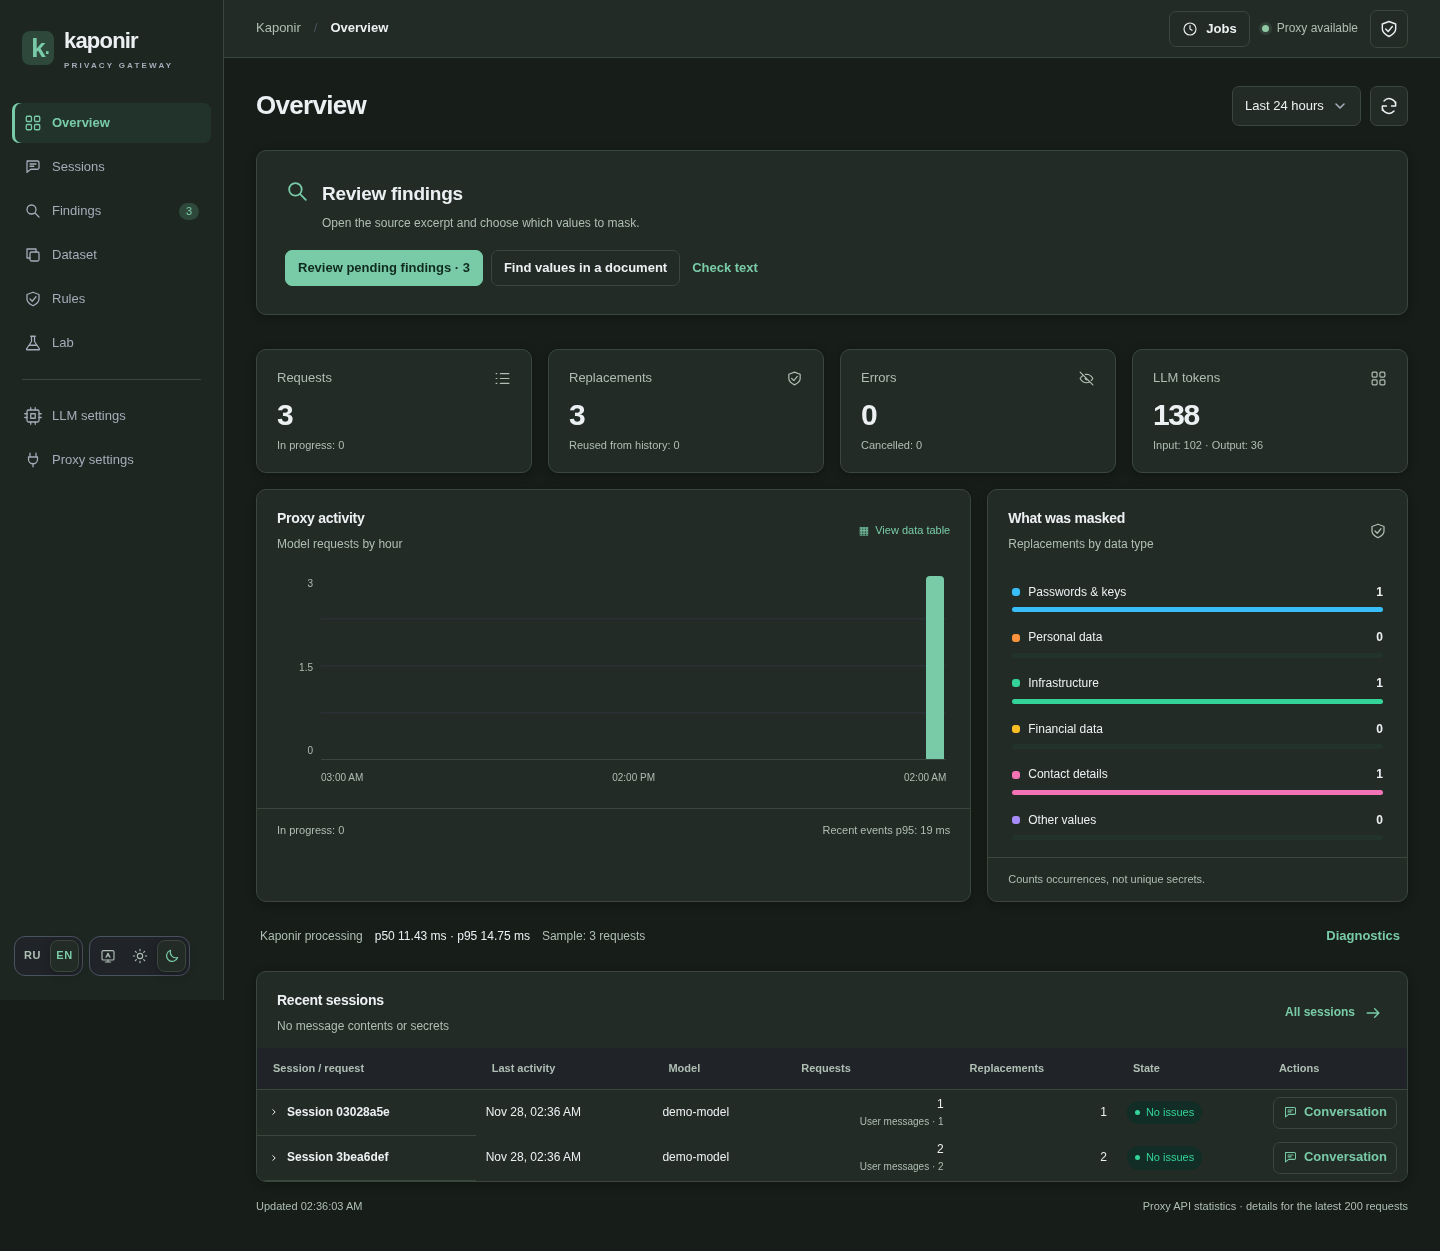 k.
kaponir
PRIVACY GATEWAY
Overview
Sessions
Findings 3
Dataset
Rules
Lab
LLM settings
Proxy settings
RU EN
Kaponir / Overview
Jobs
Proxy available
Overview
Last 24 hours
Review findings
Open the source excerpt and choose which values to mask.
Review pending findings · 3
Find values in a document
Check text
Requests
3
In progress: 0
Replacements
3
Reused from history: 0
Errors
0
Cancelled: 0
LLM tokens
138
Input: 102 · Output: 36
Proxy activity
Model requests by hour
View data table
3
1.5
0
03:00 AM 02:00 PM 02:00 AM
In progress: 0
Recent events p95: 19 ms
What was masked
Replacements by data type
Passwords & keys 1
Personal data 0
Infrastructure 1
Financial data 0
Contact details 1
Other values 0
Counts occurrences, not unique secrets.
Kaponir processing p50 11.43 ms · p95 14.75 ms Sample: 3 requests
Diagnostics
Recent sessions
No message contents or secrets
All sessions
Session / request Last activity Model Requests Replacements State Actions
Session 03028a5e Nov 28, 02:36 AM demo-model 1 1 No issues Conversation
User messages · 1
Session 3bea6def Nov 28, 02:36 AM demo-model 2 2 No issues Conversation
User messages · 2
Updated 02:36:03 AM
Proxy API statistics · details for the latest 200 requests